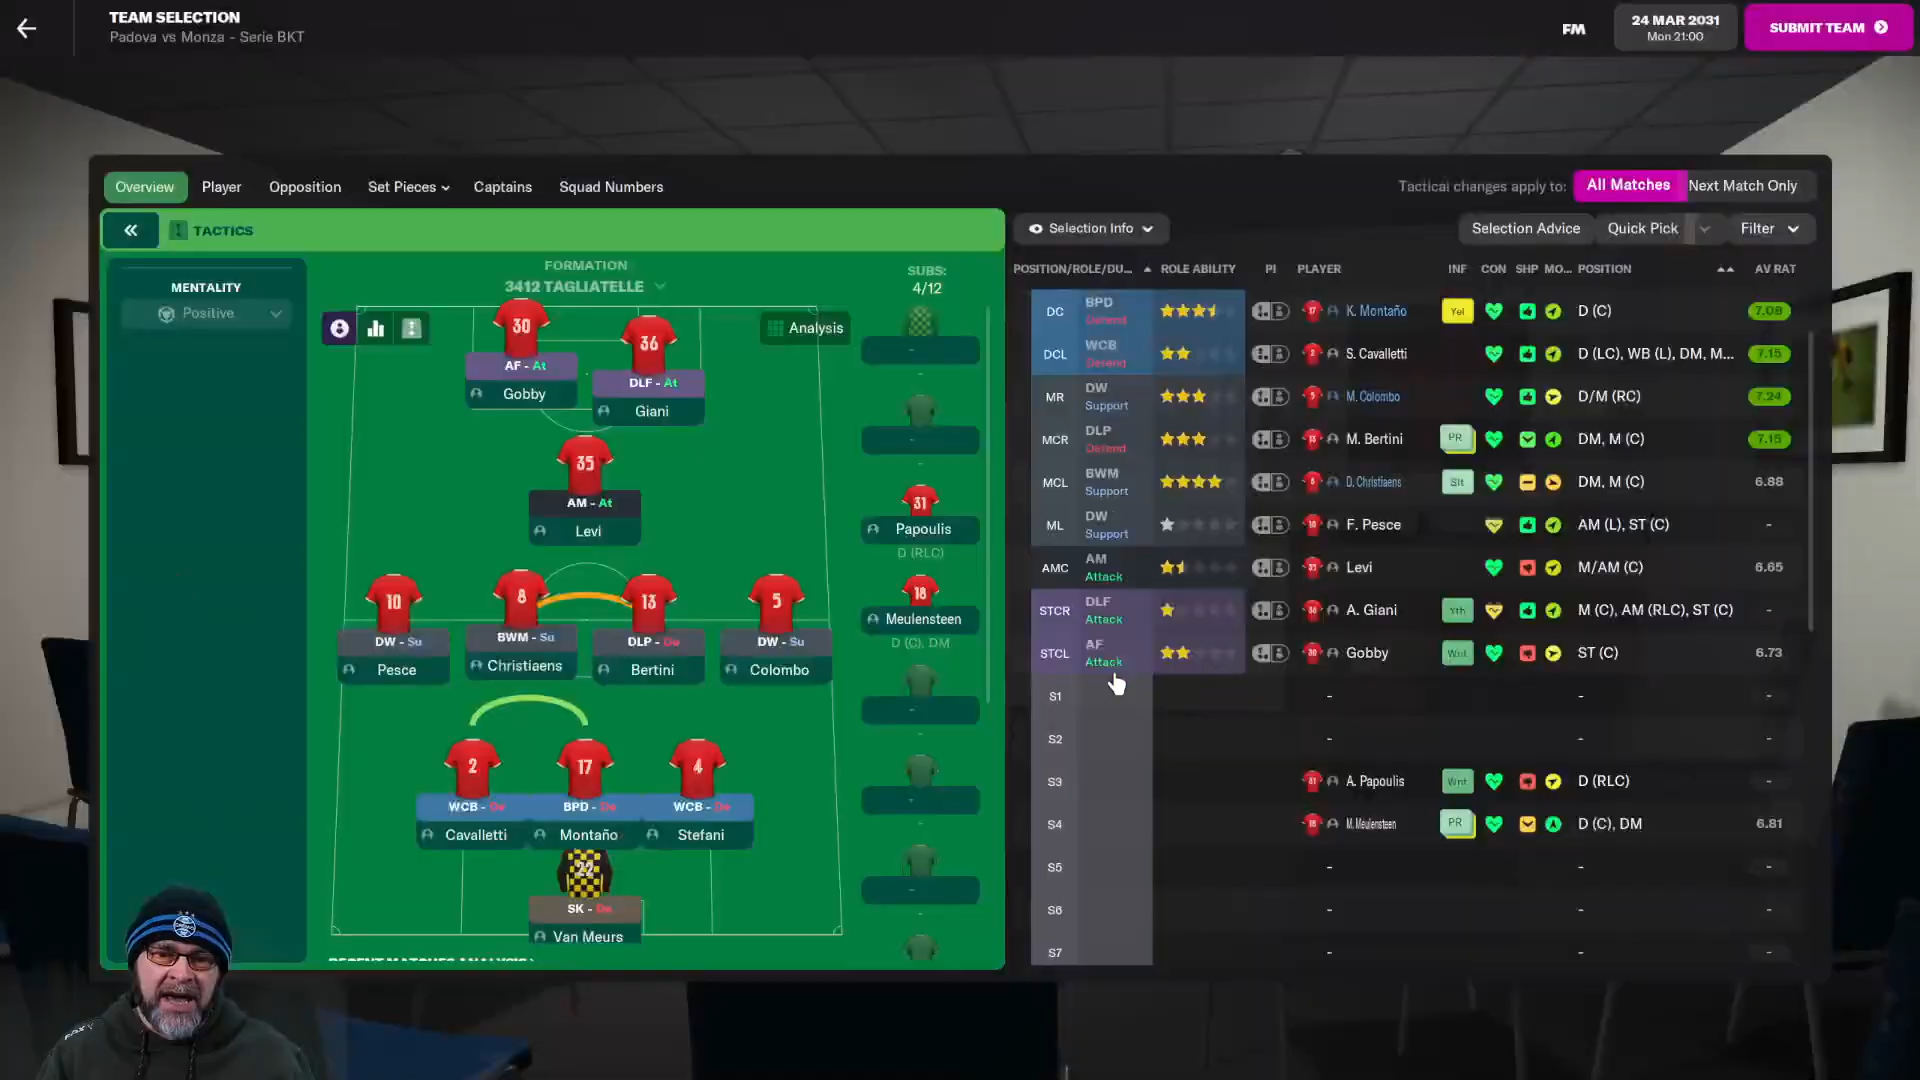 TEAM SELECTION
Padova vs Monza - Serie BKT
FM
24 MAR 2031
Mon 21:00
SUBMIT TEAM
Overview
Player
Opposition
Set Pieces
Captains
Squad Numbers
Tactical changes apply to:
All Matches
Next Match Only
TACTICS
Selection Info
Selection Advice
Quick Pick
Filter
MENTALITY
Positive
FORMATION
3412 TAGLIATELLE
SUBS:
4/12
Analysis
30
AF - At
Gobby
36
DLF - At
Giani
35
AM - At
Levi
10
DW - Su
Pesce
8
BWM - Su
Christiaens
13
DLP - De
Bertini
5
DW - Su
Colombo
2
WCB - De
Cavalletti
17
BPD - De
Montaño
4
WCB - De
Stefani
22
SK - De
Van Meurs
31
Papoulis
D (RLC)
18
Meulensteen
D (C), DM
RECENT MATCHES ANALYSIS
POSITION/ROLE/DU... ROLE ABILITY PI PLAYER INF CON SHP MO... POSITION AV RAT
DC BPD Defend K. Montaño Yel D (C) 7.08
DCL WCB Defend S. Cavalletti D (LC), WB (L), DM, M... 7.15
MR DW Support M. Colombo D/M (RC) 7.24
MCR DLP Defend M. Bertini PR DM, M (C) 7.15
MCL BWM Support D. Christiaens Slt DM, M (C) 6.88
ML DW Support F. Pesce AM (L), ST (C) -
AMC AM Attack Levi M/AM (C) 6.65
STCR DLF Attack A. Giani Yth M (C), AM (RLC), ST (C) -
STCL AF Attack Gobby Wnt ST (C) 6.73
S1 - - -
S2 - - -
S3 A. Papoulis Wnt D (RLC) -
S4 M. Meulensteen PR D (C), DM 6.81
S5 - - -
S6 - - -
S7 - - -